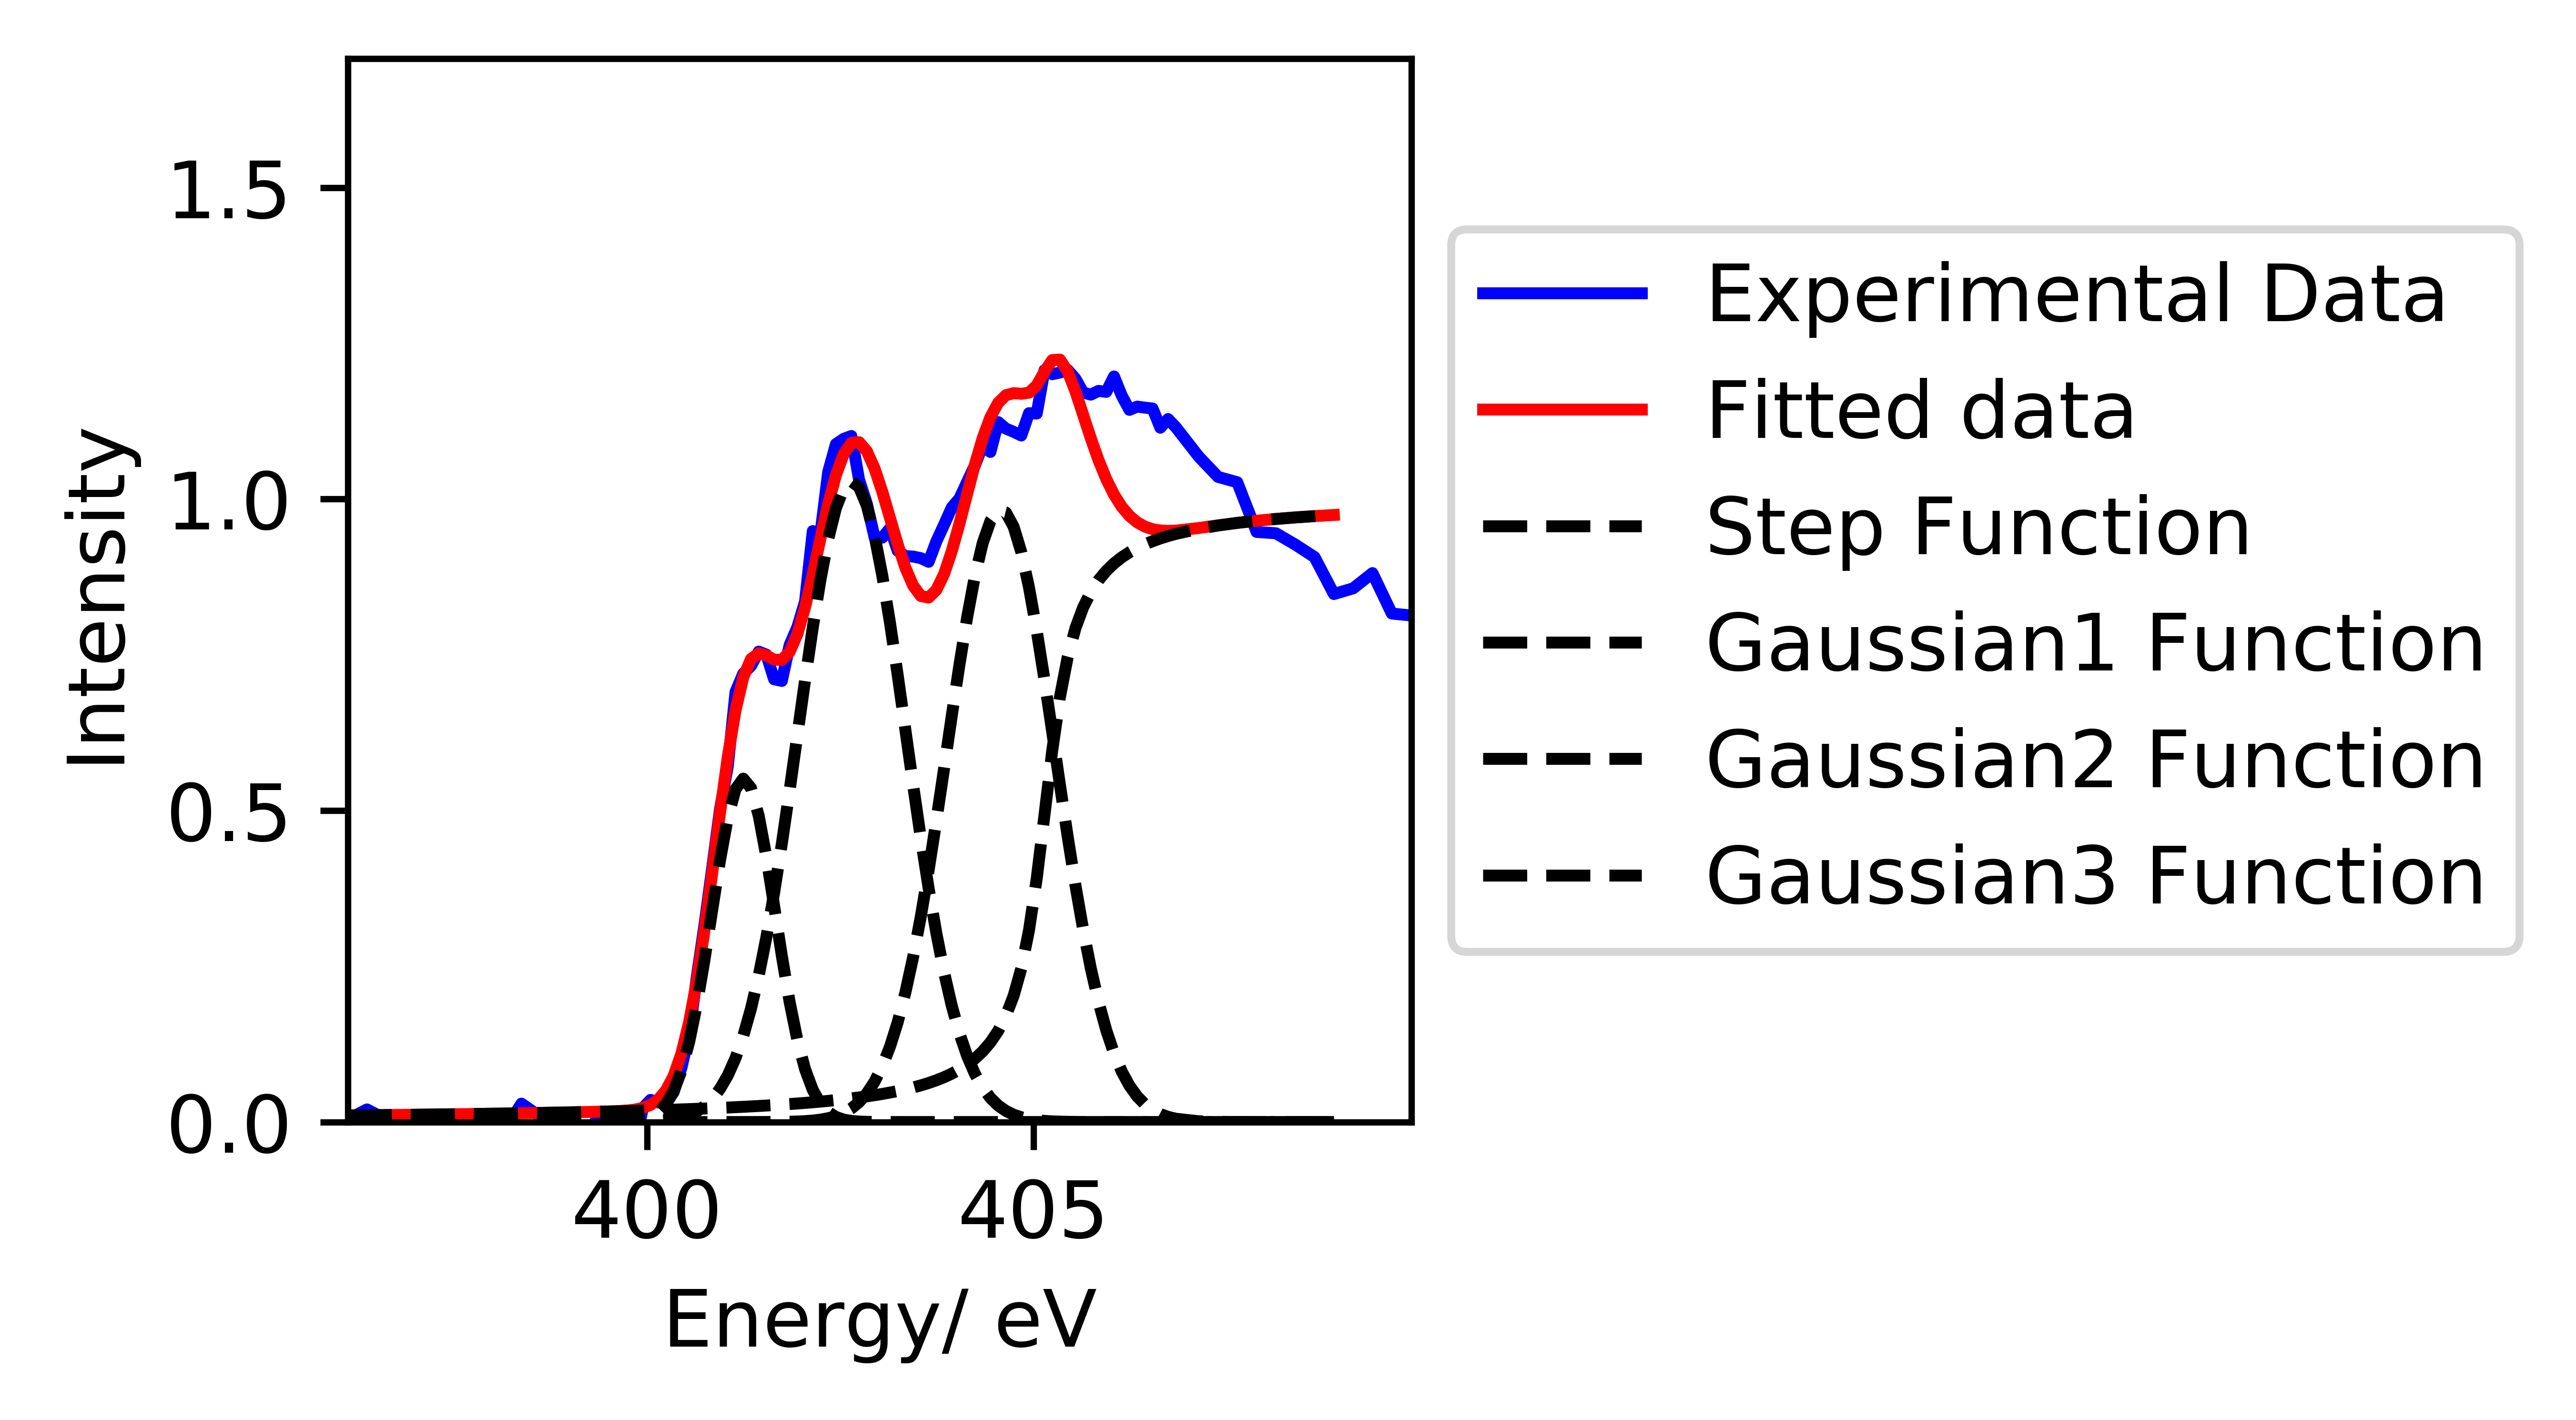 1.5
1.0
0.5
0.0
Intensity
400
405
Energy/ eV
Experimental Data
Fitted data
Step Function
Gaussian1 Function
Gaussian2 Function
Gaussian3 Function